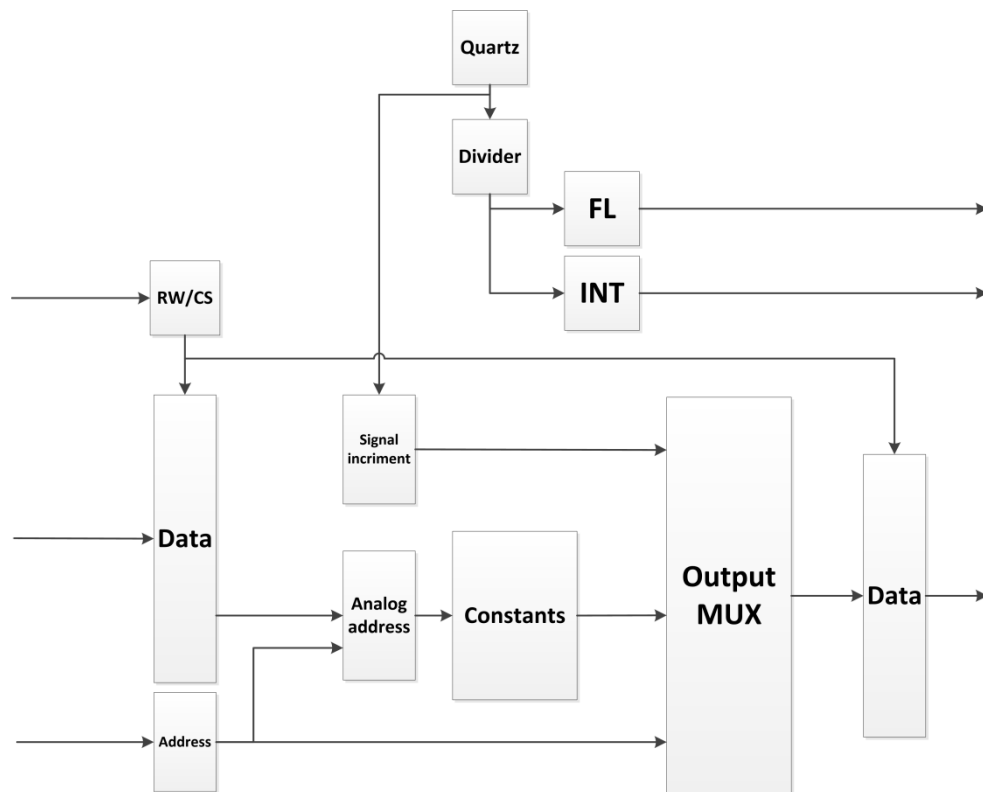 Quartz
Divider
FL
INT
RW/CS
Signal
incriment
Data
Analog
address
Constants
Output
MUX
Data
Address